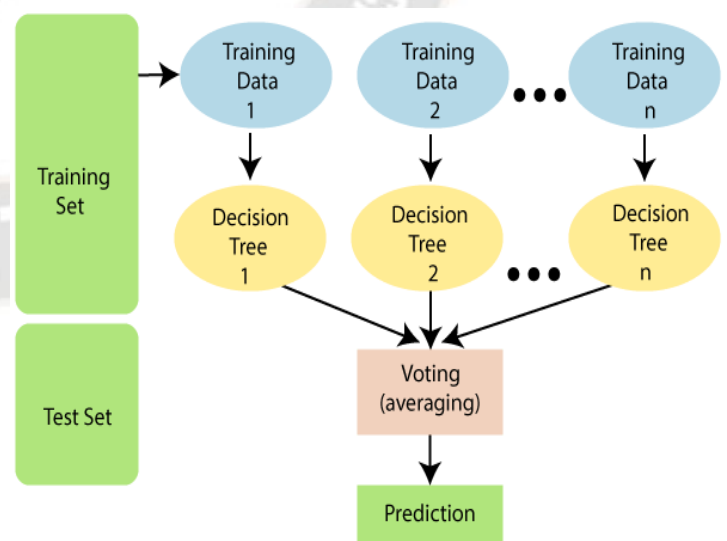 Training
Set
Test Set
Training
Data
1
Training
Data
2
Training
Data
n
Decision
Tree
1
Decision
Tree
2
Decision
Tree
n
Voting
(averaging)
Prediction